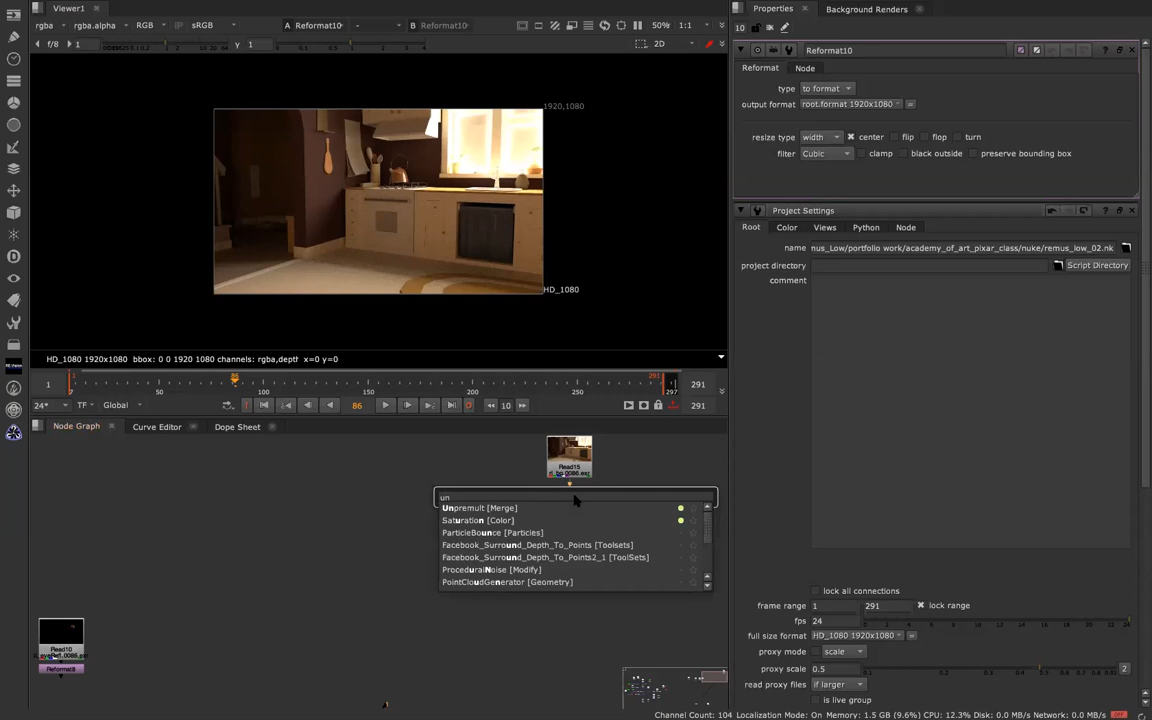 Viewer1
Properties
Background Renders
rgba
rgba.alpha
RGB
sRGB
A Reformat10
-
-
B Reformat10
50%
1:1
10
f/8
1
y 1
2D
Reformat10
Reformat
Node
type
to format
output format
root.format 1920x1080
=
resize type
width
center
flip
flop
turn
filter
Cubic
clamp
black outside
preserve bounding box
1920,1080
HD_1080
Project Settings
Root
Color
Views
Python
Node
name
nus_Low/portfolio work/academy_of_art_pixar_class/nuke/remus_low_02.nk
project directory
Script Directory
comment
HD_1080 1920x1080 bbox: 0 0 1920 1080 channels: rgba,depth x=0 y=0
1
1
50
100
150
200
250
291
297
291
24*
TF
Global
86
10
291
Node Graph
Curve Editor
Dope Sheet
Read15
un
Unpremult [Merge]
Saturation [Color]
ParticleBounce [Particles]
Facebook_Surround_Depth_To_Points [Toolsets]
Facebook_Surround_Depth_To_Points2_1 [ToolSets]
ProceduralNoise [Modify]
PointCloudGenerator [Geometry]
Read10
Reformat8
lock all connections
frame range
1
291
lock range
fps
24
full size format
HD_1080 1920x1080
=
proxy mode
scale
proxy scale
0.5
2
read proxy files
if larger
is live group
Channel Count: 104 Localization Mode: On Memory: 1.5 GB (9.6%) CPU: 12.3% Disk: 0.0 MB/s Network: 0.0 MB/s